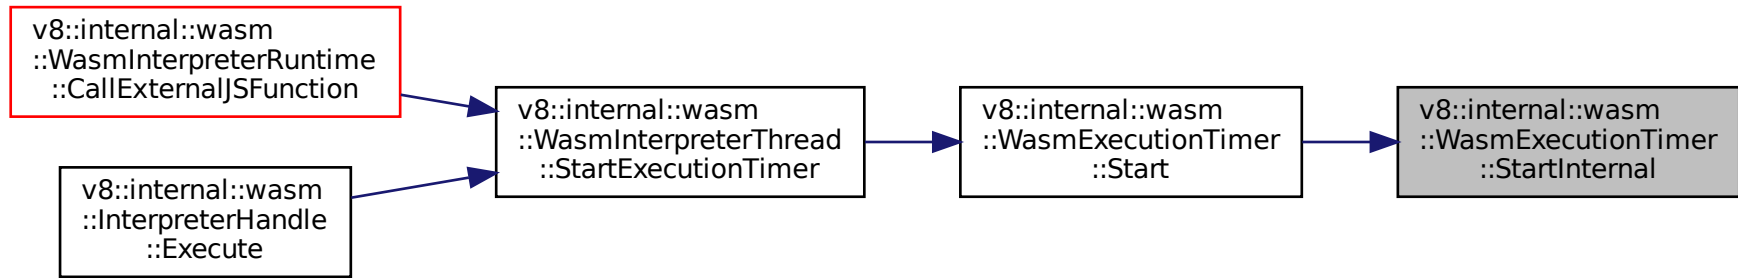 v8::internal::wasm
::WasmInterpreterRuntime
::CallExternalJSFunction
v8::internal::wasm
::InterpreterHandle
::Execute
v8::internal::wasm
::WasmInterpreterThread
::StartExecutionTimer
v8::internal::wasm
::WasmExecutionTimer
::Start
v8::internal::wasm
::WasmExecutionTimer
::StartInternal